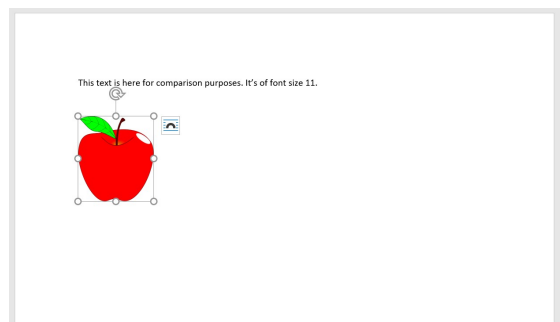 This text is here for comparison purposes. It’s of font size 11.